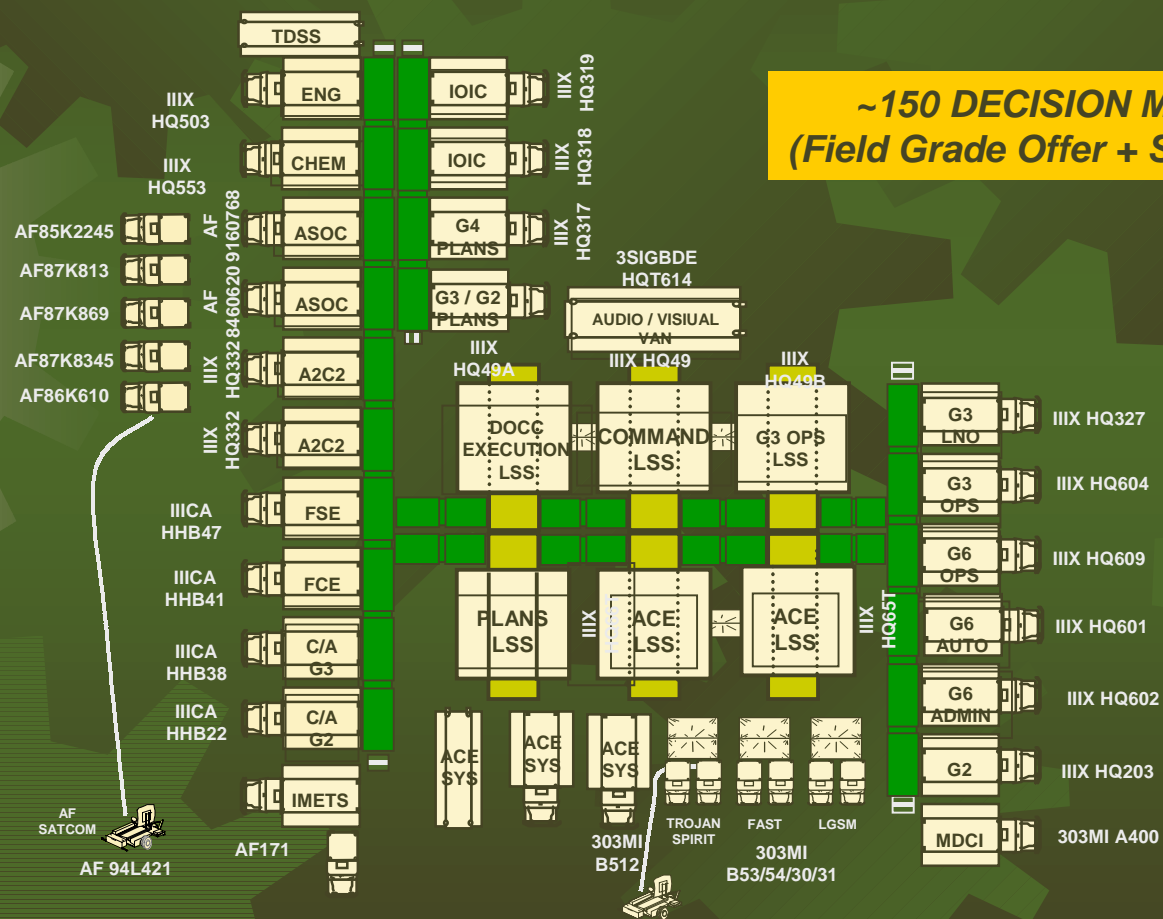 TDSS
ENG
IOIC
IIIX
HQ319
IIIX
HQ503
~150 DECISION M
(Field Grade Offer + S
CHEM
IOIC
IIIX
HQ318
IIIX
HQ553
AF85K2245
AF
9160768
ASOC
G4
PLANS
IIIX
HQ317
AF87K813
AF87K869
AF
8460620
ASOC
G3 / G2
PLANS
3SIGBDE
HQT614
AUDIO / VISIUAL
VAN
AF87K8345
AF86K610
IIIX
HQ332
A2C2
IIIX
HQ49A
IIIX HQ49
IIIX
HQ49B
IIIX
HQ332
A2C2
DOCC
EXECUTION
LSS
COMMAND
LSS
G3 OPS
LSS
G3
LNO
IIIX HQ327
IIICA
HHB47
FSE
G3
OPS
IIIX HQ604
IIICA
HHB41
FCE
G6
OPS
IIIX HQ609
IIICA
HHB38
C/A
G3
PLANS
LSS
IIIX
ACE
LSS
ACE
LSS
IIIX
HQ65T
G6
AUTO
IIIX HQ601
IIICA
HHB22
C/A
G2
G6
ADMIN
IIIX HQ602
ACE
SYS
ACE
SYS
ACE
SYS
G2
IIIX HQ203
IMETS
AF
SATCOM
AF 94L421
AF171
303MI
B512
TROJAN
SPIRIT
FAST
LGSM
303MI
B53/54/30/31
MDCI
303MI A400